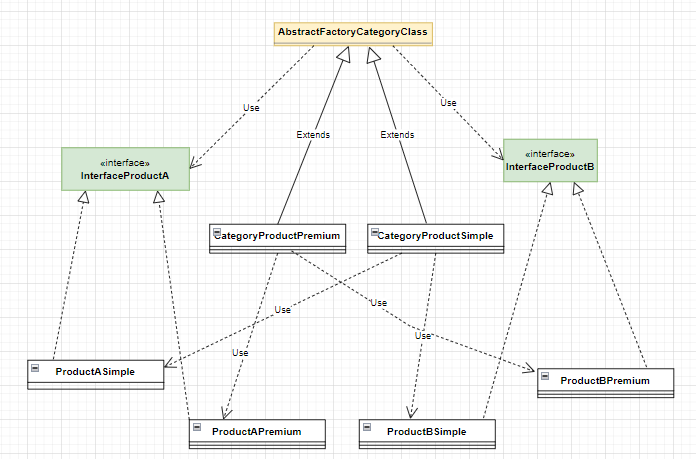 AbstractFactoryCategoryClass
Use
Use
Extends
Extends
«interface»
InterfaceProductA
«interface»
InterfaceProductB
CategoryProductPremium
CategoryProductSimple
Use
Use
Use
Use
ProductASimple
ProductBPremium
ProductAPremium
ProductBSimple